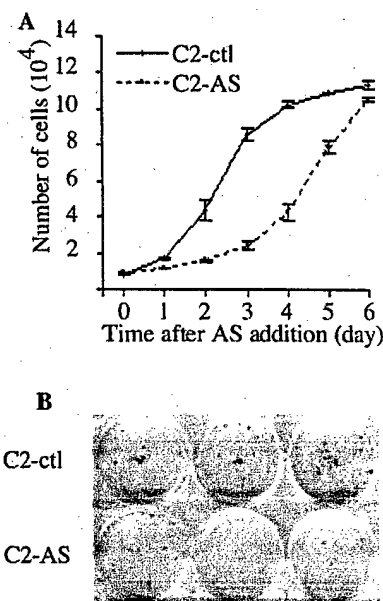 A
14
12
10
8
6
4
2
Number of cells (10⁴)
C2-ctl
C2-AS
0 1 2 3 4 5 6
Time after AS addition (day)
B
C2-ctl
C2-AS